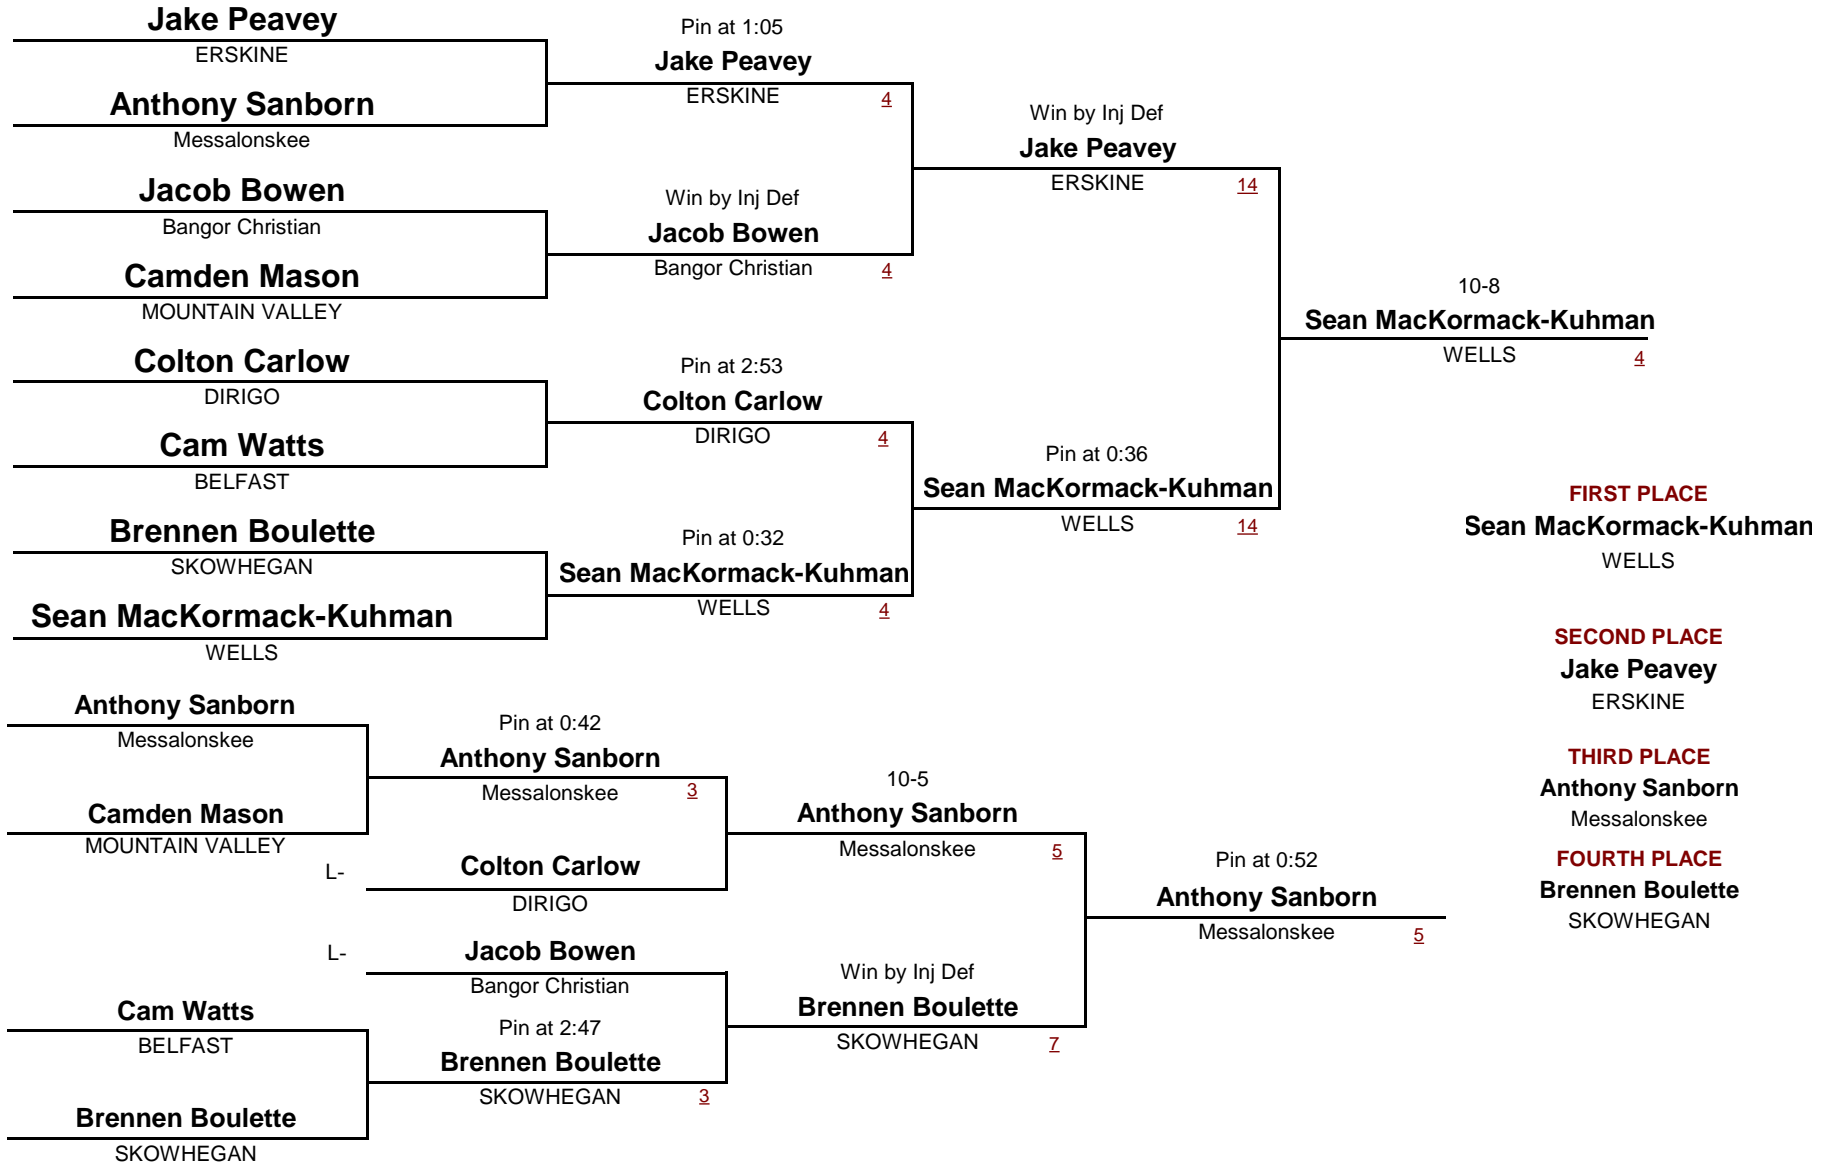 Jake Peavey
ERSKINE
Anthony Sanborn
Messalonskee
Jacob Bowen
Bangor Christian
Camden Mason
MOUNTAIN VALLEY
Colton Carlow
DIRIGO
Cam Watts
BELFAST
Brennen Boulette
SKOWHEGAN
Sean MacKormack-Kuhman
WELLS
Pin at 1:05
Jake Peavey
ERSKINE 4
Win by Inj Def
Jacob Bowen
Bangor Christian 4
Pin at 2:53
Colton Carlow
DIRIGO 4
Pin at 0:32
Sean MacKormack-Kuhman
WELLS 4
Win by Inj Def
Jake Peavey
ERSKINE 14
Pin at 0:36
Sean MacKormack-Kuhman
WELLS 14
10-8
Sean MacKormack-Kuhman
WELLS 4
FIRST PLACE
Sean MacKormack-Kuhman
WELLS
SECOND PLACE
Jake Peavey
ERSKINE
THIRD PLACE
Anthony Sanborn
Messalonskee
FOURTH PLACE
Brennen Boulette
SKOWHEGAN
Anthony Sanborn
Messalonskee
Camden Mason
MOUNTAIN VALLEY
Cam Watts
BELFAST
Brennen Boulette
SKOWHEGAN
Pin at 0:42
Anthony Sanborn
Messalonskee 3
L- Colton Carlow
DIRIGO
L- Jacob Bowen
Bangor Christian
Pin at 2:47
Brennen Boulette
SKOWHEGAN 3
10-5
Anthony Sanborn
Messalonskee 5
Win by Inj Def
Brennen Boulette
SKOWHEGAN 7
Pin at 0:52
Anthony Sanborn
Messalonskee 5